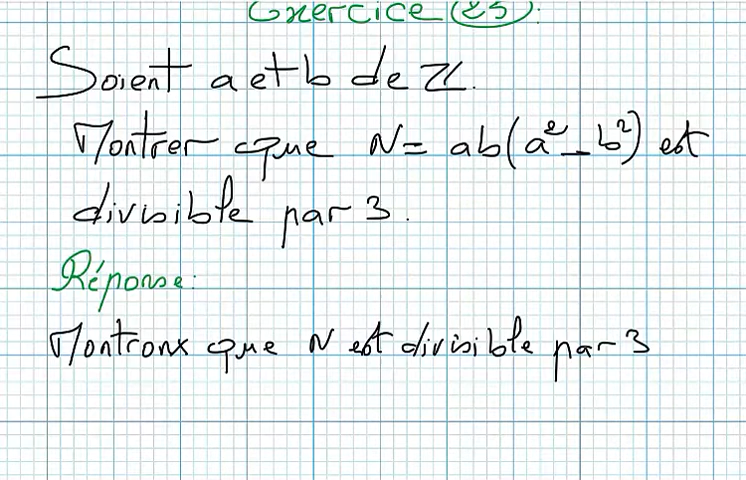 Exercice (25).
Soient a et b de ℤ.
Montrer que N = ab(a² - b²) est
divisible par 3.
Réponse:
Montrons que N est divisible par 3